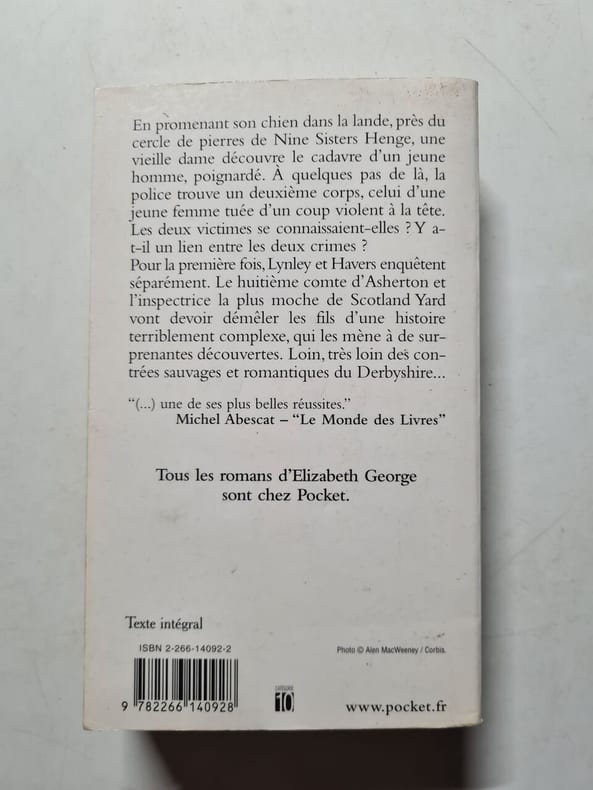 En promenant son chien dans la lande, près du
cercle de pierres de Nine Sisters Henge, une
vieille dame découvre le cadavre d'un jeune
homme, poignardé. À quelques pas de là, la
police trouve un deuxième corps, celui d'une
jeune femme tuée d'un coup violent à la tête.
Les deux victimes se connaissaient-elles ? Y a-
t-il un lien entre les deux crimes ?
Pour la première fois, Lynley et Havers enquêtent
séparément. Le huitième comte d'Asherton et
l'inspectrice la plus moche de Scotland Yard
vont devoir démêler les fils d'une histoire
terriblement complexe, qui les mène à de sur-
prenantes découvertes. Loin, très loin des con-
trées sauvages et romantiques du Derbyshire...
"(...) une de ses plus belles réussites."
Michel Abescat – "Le Monde des Livres"
Tous les romans d'Elizabeth George
sont chez Pocket.
Texte intégral
ISBN 2-266-14092-2
Photo © Alen MacWeeney / Corbis.
9 782266 140928
CATÉGORIE
10
www.pocket.fr